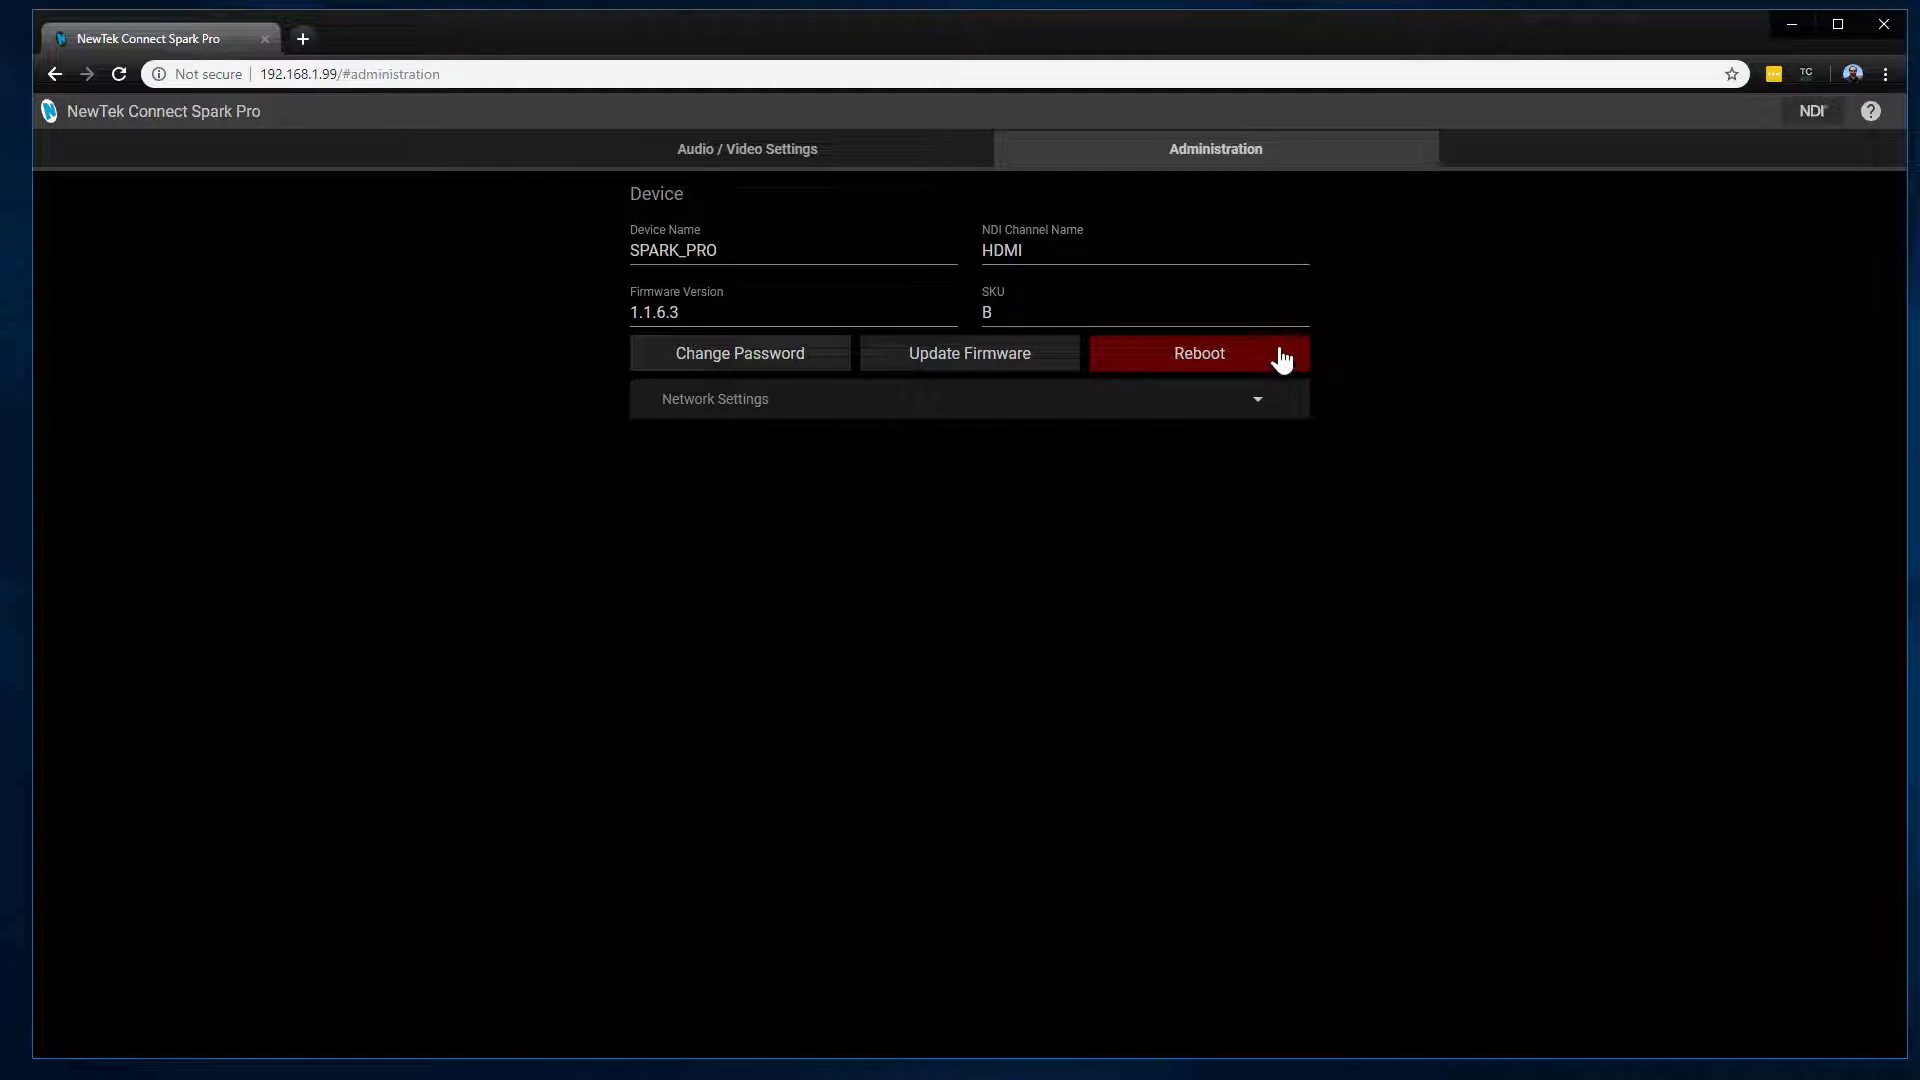 NewTek Connect Spark Pro
Not secure 192.168.1.99/#administration
TC
NewTek Connect Spark Pro NDI
Audio / Video Settings Administration
Device
Device Name NDI Channel Name
SPARK_PRO HDMI
Firmware Version SKU
1.1.6.3 B
Change Password Update Firmware Reboot
Network Settings